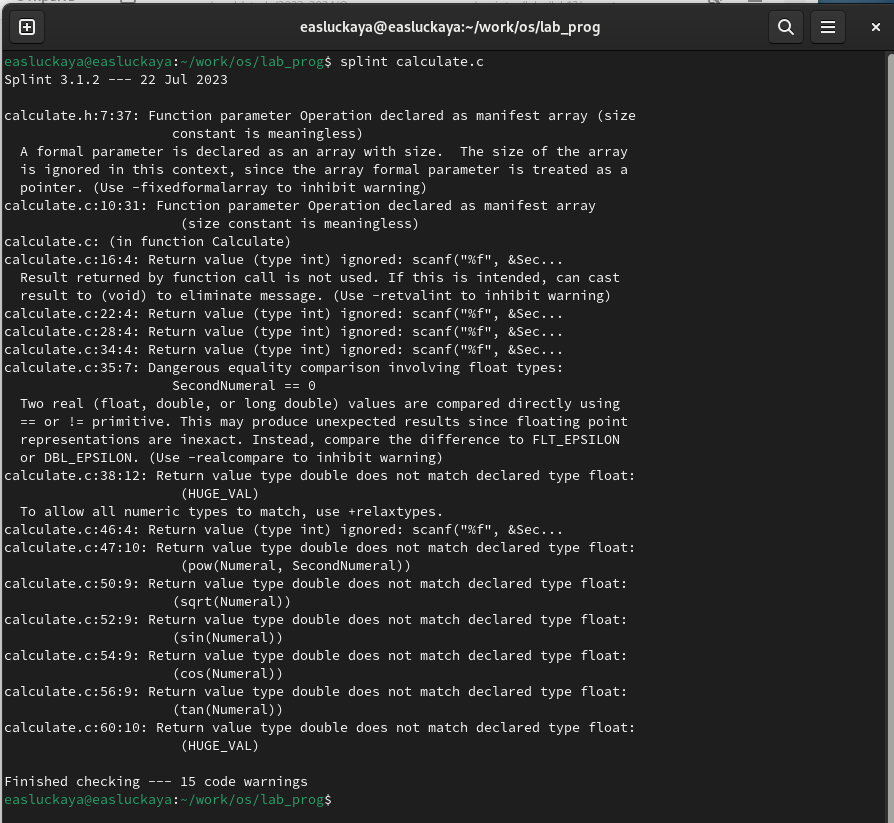 easluckaya@easluckaya:~/work/os/lab_prog
easluckaya@easluckaya:~/work/os/lab_prog$ splint calculate.c
Splint 3.1.2 --- 22 Jul 2023
calculate.h:7:37: Function parameter Operation declared as manifest array (size
constant is meaningless)
A formal parameter is declared as an array with size.  The size of the array
is ignored in this context, since the array formal parameter is treated as a
pointer. (Use -fixedformalarray to inhibit warning)
calculate.c:10:31: Function parameter Operation declared as manifest array
(size constant is meaningless)
calculate.c: (in function Calculate)
calculate.c:16:4: Return value (type int) ignored: scanf("%f", &Sec...
Result returned by function call is not used. If this is intended, can cast
result to (void) to eliminate message. (Use -retvalint to inhibit warning)
calculate.c:22:4: Return value (type int) ignored: scanf("%f", &Sec...
calculate.c:28:4: Return value (type int) ignored: scanf("%f", &Sec...
calculate.c:34:4: Return value (type int) ignored: scanf("%f", &Sec...
calculate.c:35:7: Dangerous equality comparison involving float types:
SecondNumeral == 0
Two real (float, double, or long double) values are compared directly using
== or != primitive. This may produce unexpected results since floating point
representations are inexact. Instead, compare the difference to FLT_EPSILON
or DBL_EPSILON. (Use -realcompare to inhibit warning)
calculate.c:38:12: Return value type double does not match declared type float:
(HUGE_VAL)
To allow all numeric types to match, use +relaxtypes.
calculate.c:46:4: Return value (type int) ignored: scanf("%f", &Sec...
calculate.c:47:10: Return value type double does not match declared type float:
(pow(Numeral, SecondNumeral))
calculate.c:50:9: Return value type double does not match declared type float:
(sqrt(Numeral))
calculate.c:52:9: Return value type double does not match declared type float:
(sin(Numeral))
calculate.c:54:9: Return value type double does not match declared type float:
(cos(Numeral))
calculate.c:56:9: Return value type double does not match declared type float:
(tan(Numeral))
calculate.c:60:10: Return value type double does not match declared type float:
(HUGE_VAL)
Finished checking --- 15 code warnings
easluckaya@easluckaya:~/work/os/lab_prog$